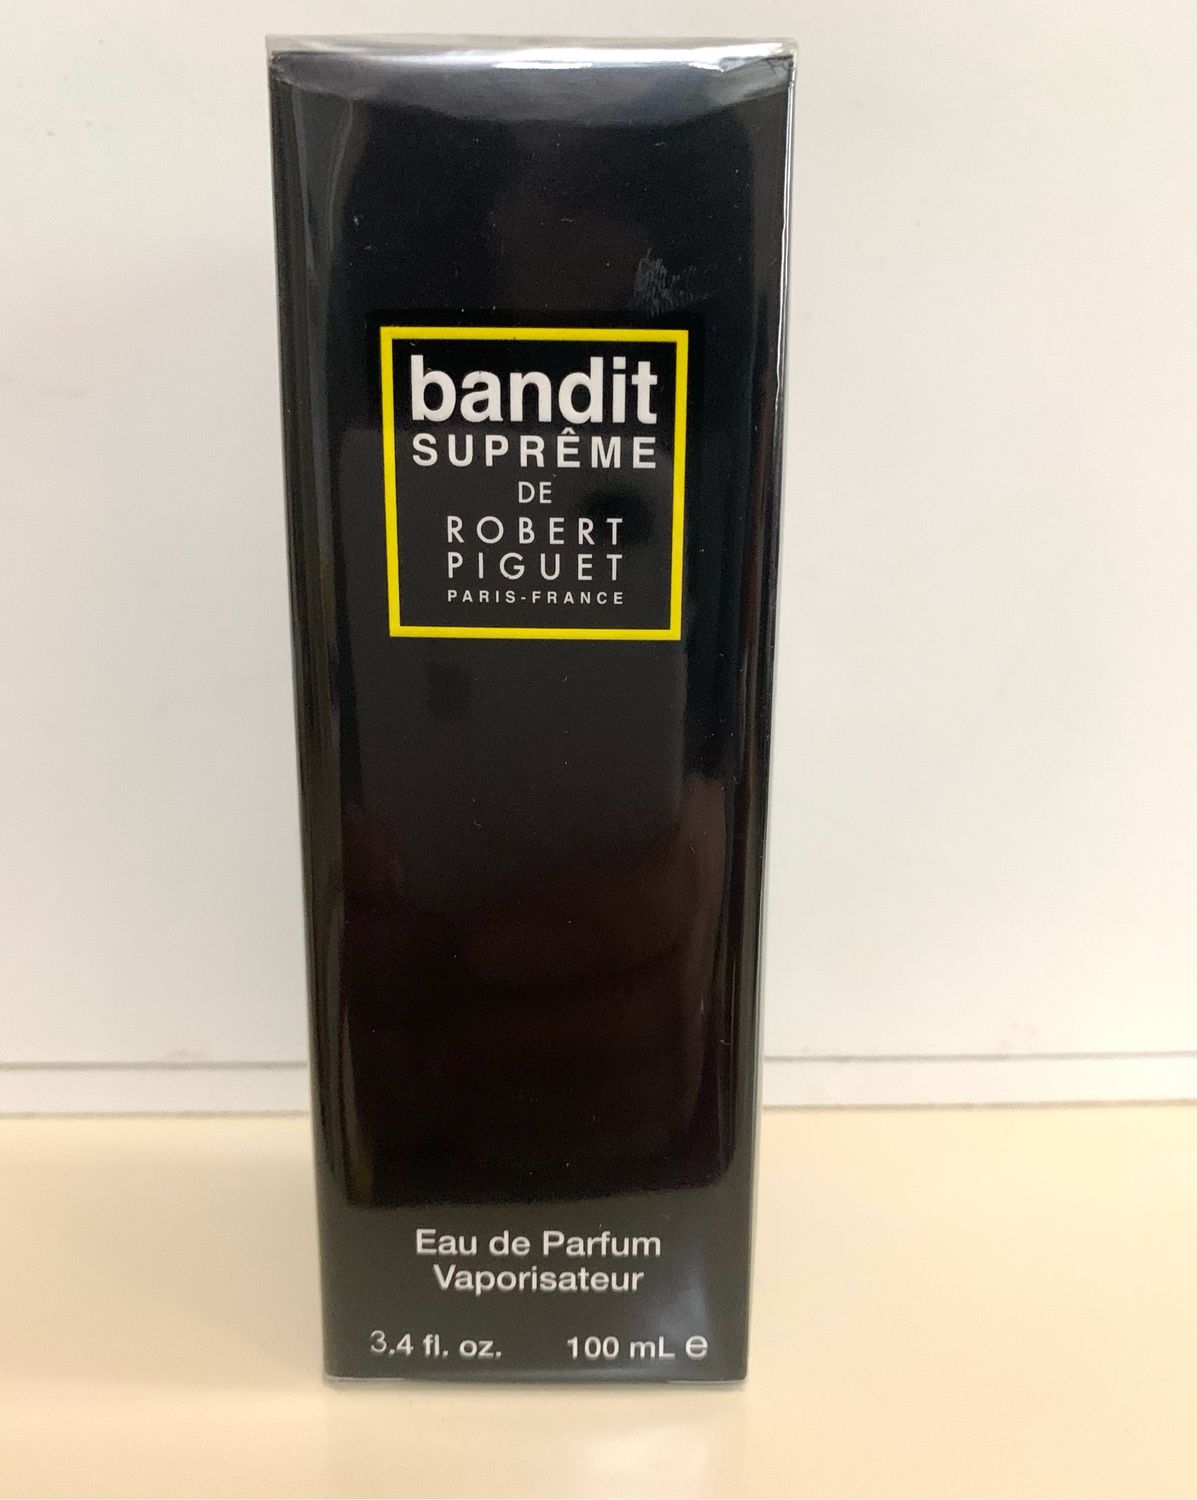 bandit
SUPRÊME
DE
ROBERT
PIGUET
PARIS-FRANCE
Eau de Parfum
Vaporisateur
3.4 fl. oz. 100 mL ℮